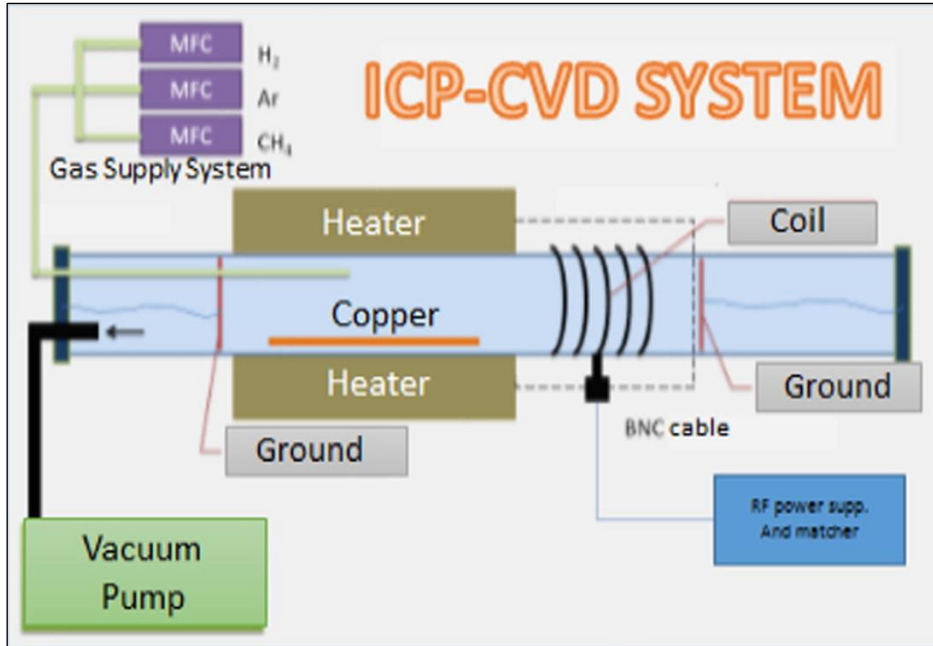 ICP-CVD SYSTEM
MFC H₂
MFC Ar
MFC CH₄
Gas Supply System
Heater
Coil
Copper
Heater
Ground
BNC cable
Ground
RF power supp.
And matcher
Vacuum
Pump